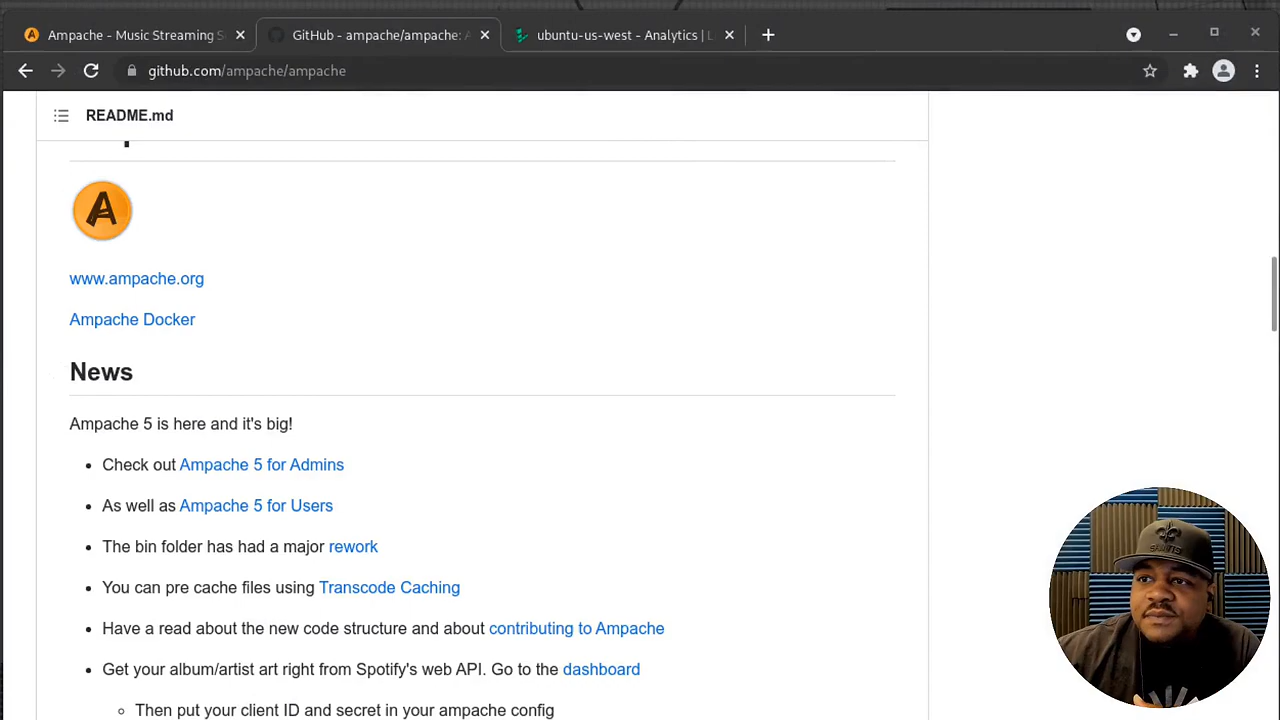 Ampache - Music Streaming S
GitHub - ampache/ampache: A
ubuntu-us-west - Analytics | L
github.com/ampache/ampache
README.md
www.ampache.org
Ampache Docker
News
Ampache 5 is here and it's big!
Check out Ampache 5 for Admins
As well as Ampache 5 for Users
The bin folder has had a major rework
You can pre cache files using Transcode Caching
Have a read about the new code structure and about contributing to Ampache
Get your album/artist art right from Spotify's web API. Go to the dashboard
Then put your client ID and secret in your ampache config
SAINTS